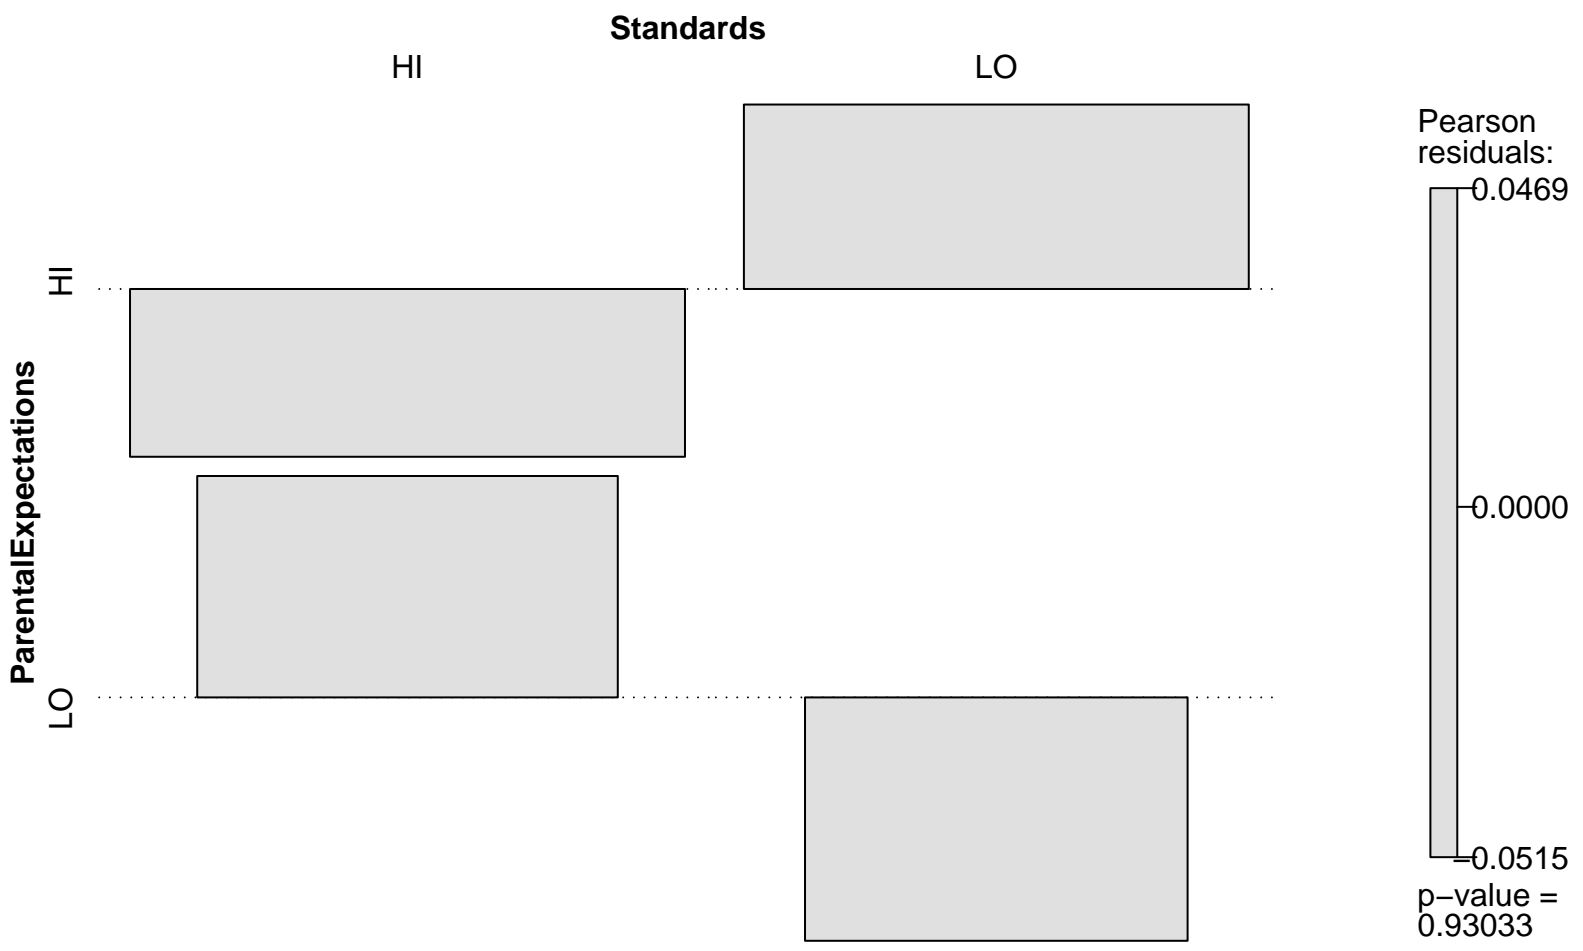 Standards
HI
LO
ParentalExpectations
HI
LO
Pearson
residuals:
0.0469
0.0000
−0.0515
p−value =
0.93033